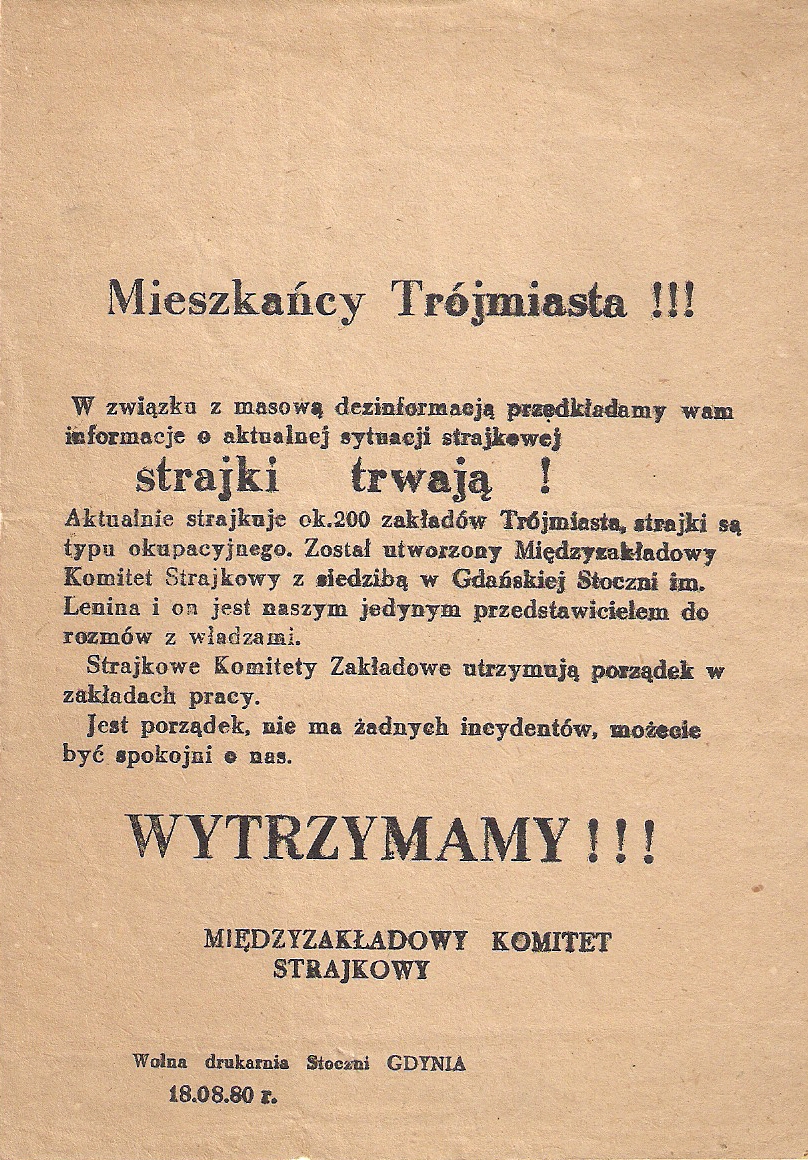 Mieszkańcy Trójmiasta !!!
W związku z masową dezinformacją przedkładamy wam
informacje o aktualnej sytuacji strajkowej
strajki trwają !
Aktualnie strajkuje ok.200 zakładów Trójmiasta, strajki są
typu okupacyjnego. Został utworzony Międzyzakładowy
Komitet Strajkowy z siedzibą w Gdańskiej Stoczni im.
Lenina i on jest naszym jedynym przedstawicielem do
rozmów z władzami.
Strajkowe Komitety Zakładowe utrzymują porządek w
zakładach pracy.
Jest porządek, nie ma żadnych incydentów, możecie
być spokojni o nas.
WYTRZYMAMY !!!
MIĘDZYZAKŁADOWY KOMITET
STRAJKOWY
Wolna drukarnia Stoczni GDYNIA
18.08.80 r.